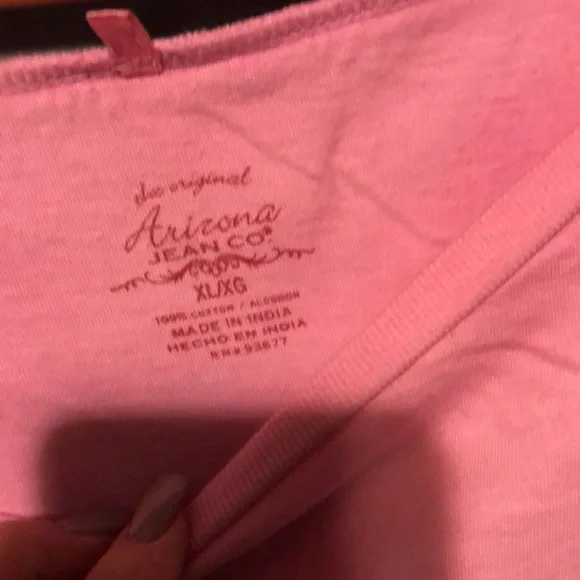 the original
Arizona
JEAN CO®
XL/XG
100% COTTON / ALGODON
MADE IN INDIA
HECHO EN INDIA
RN#93677